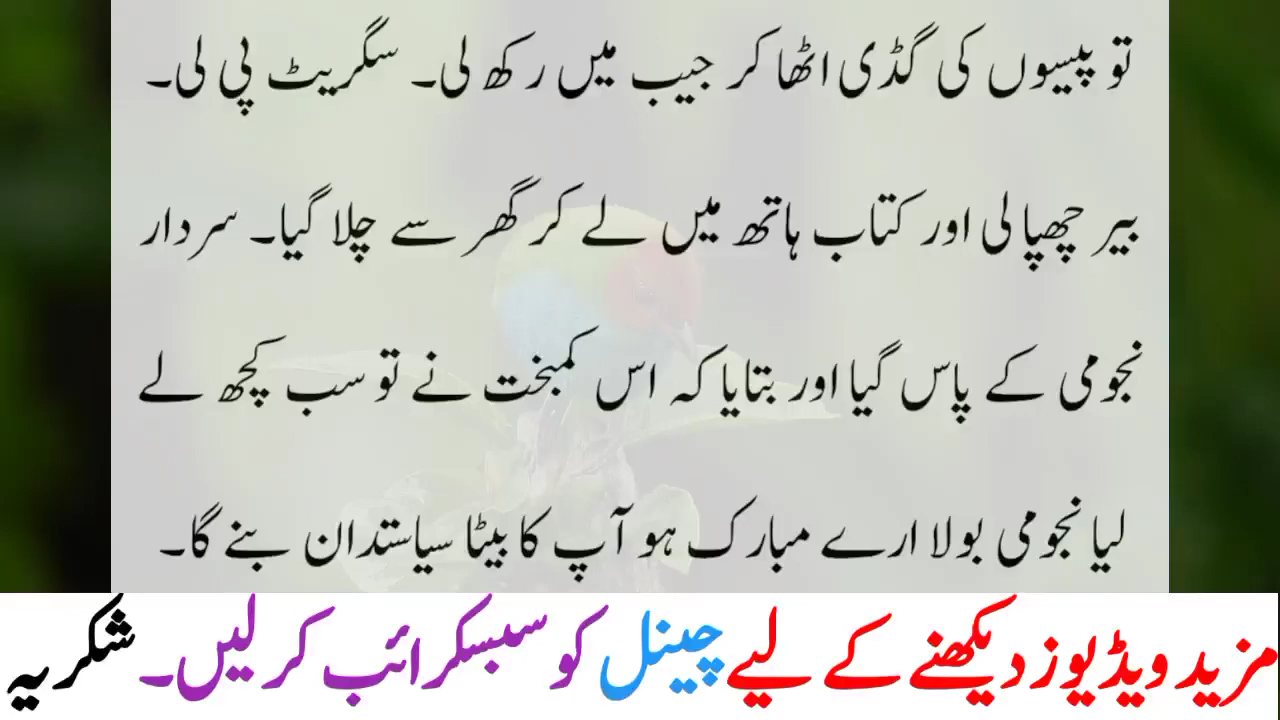 تو پیسوں کی گڈی اٹھا کر جیب میں رکھ لی۔ سگریٹ پی لی۔
بیر چھپا لی اور کتاب ہاتھ میں لے کر گھر سے چلا گیا۔ سردار
نجومی کے پاس گیا اور بتایا کہ اس کمبخت نے تو سب کچھ لے
لیا نجومی بولا ارے مبارک ہو آپ کا بیٹا سیاستدان بنے گا۔
مزید ویڈیوز دیکھنے کے لیے چینل کو سبسکرائب کر لیں۔ شکریہ